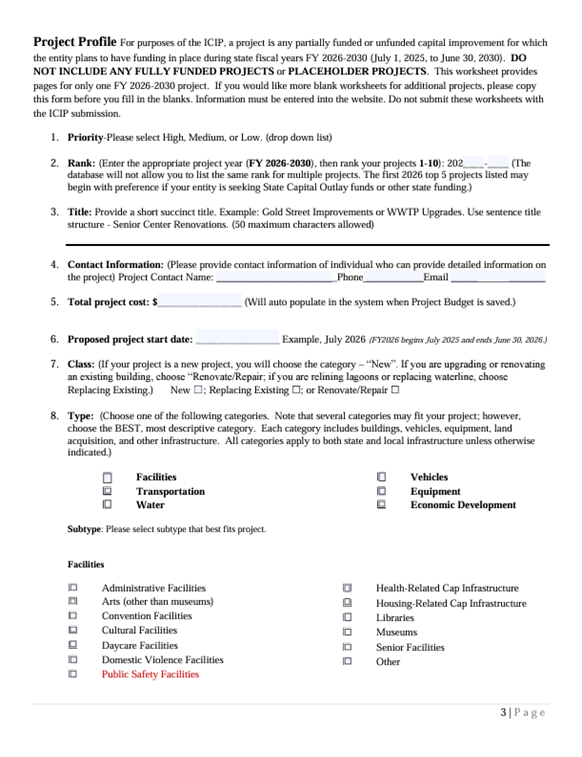 Project Profile For purposes of the ICIP, a project is any partially funded or unfunded capital improvement for which
the entity plans to have funding in place during state fiscal years FY 2026-2030 (July 1, 2025, to June 30, 2030). DO
NOT INCLUDE ANY FULLY FUNDED PROJECTS or PLACEHOLDER PROJECTS. This worksheet provides
pages for only one FY 2026-2030 project. If you would like more blank worksheets for additional projects, please copy
this form before you fill in the blanks. Information must be entered into the website. Do not submit these worksheets with
the ICIP submission.
1. Priority-Please select High, Medium, or Low. (drop down list)
2. Rank: (Enter the appropriate project year (FY 2026-2030), then rank your projects 1-10): 202____-____ (The
database will not allow you to list the same rank for multiple projects. The first 2026 top 5 projects listed may
begin with preference if your entity is seeking State Capital Outlay funds or other state funding.)
3. Title: Provide a short succinct title. Example: Gold Street Improvements or WWTP Upgrades. Use sentence title
structure - Senior Center Renovations. (50 maximum characters allowed)
4. Contact Information: (Please provide contact information of individual who can provide detailed information on
the project) Project Contact Name: ______________________Phone____________Email __________________
5. Total project cost: $________________ (Will auto populate in the system when Project Budget is saved.)
6. Proposed project start date: ________________ Example, July 2026 (FY2026 begins July 2025 and ends June 30, 2026.)
7. Class: (If your project is a new project, you will choose the category – “New”. If you are upgrading or renovating
an existing building, choose “Renovate/Repair; if you are relining lagoons or replacing waterline, choose
Replacing Existing.) New ☐; Replacing Existing ☐; or Renovate/Repair ☐
8. Type: (Choose one of the following categories. Note that several categories may fit your project; however,
choose the BEST, most descriptive category. Each category includes buildings, vehicles, equipment, land
acquisition, and other infrastructure. All categories apply to both state and local infrastructure unless otherwise
indicated.)
☐ Facilities
☐ Transportation
☐ Water
☐ Vehicles
☐ Equipment
☐ Economic Development
Subtype: Please select subtype that best fits project.
Facilities
☐ Administrative Facilities
☐ Arts (other than museums)
☐ Convention Facilities
☐ Cultural Facilities
☐ Daycare Facilities
☐ Domestic Violence Facilities
☐ Public Safety Facilities
☐ Health-Related Cap Infrastructure
☐ Housing-Related Cap Infrastructure
☐ Libraries
☐ Museums
☐ Senior Facilities
☐ Other
3 | Page